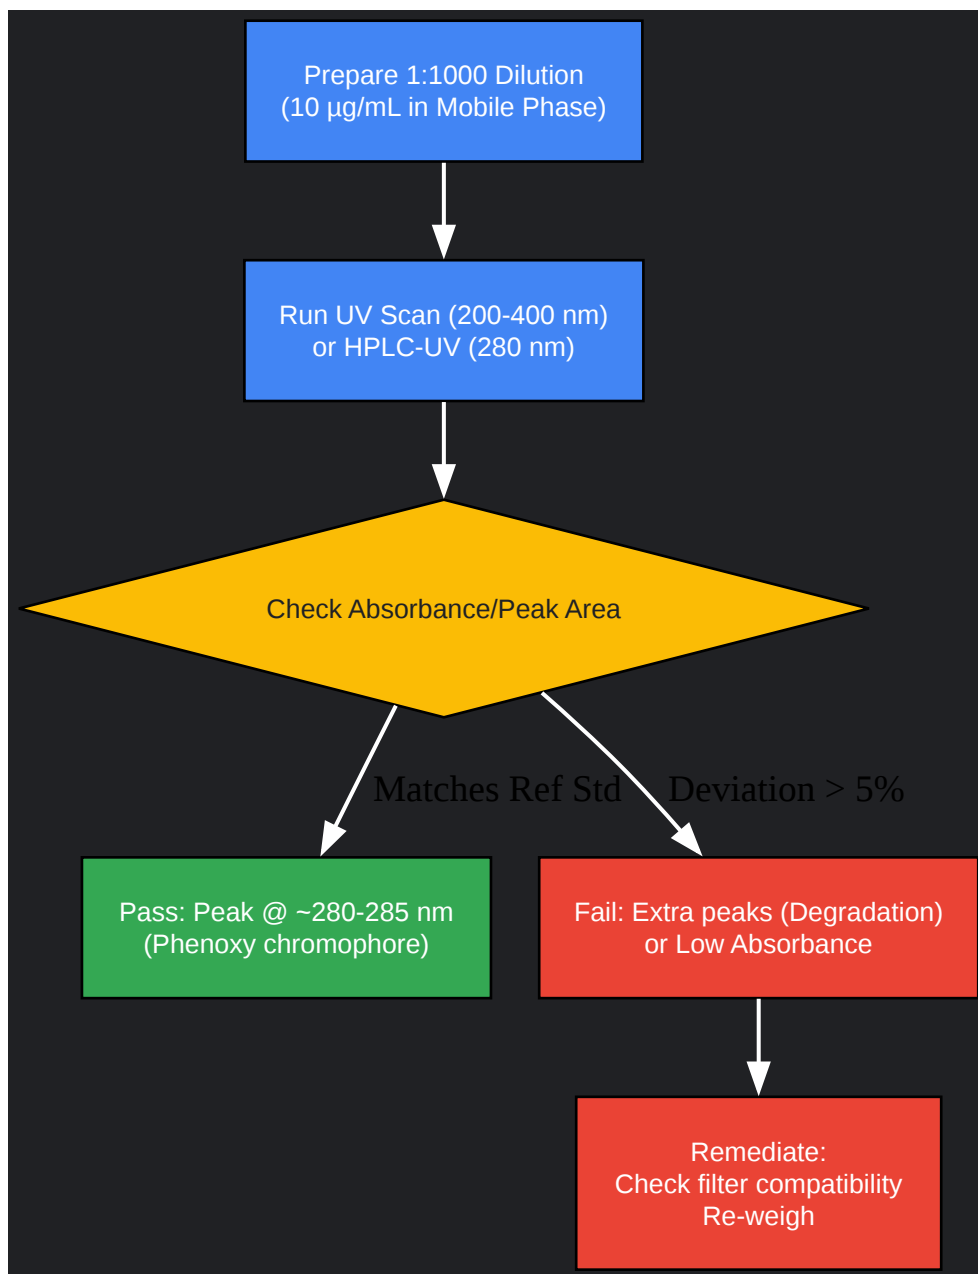 Prepare 1:1000 Dilution
(10 µg/mL in Mobile Phase)
Run UV Scan (200-400 nm)
or HPLC-UV (280 nm)
Check Absorbance/Peak Area
Matches Ref Std
Deviation > 5%
Pass: Peak @ ~280-285 nm
(Phenoxy chromophore)
Fail: Extra peaks (Degradation)
or Low Absorbance
Remediate:
Check filter compatibility
Re-weigh